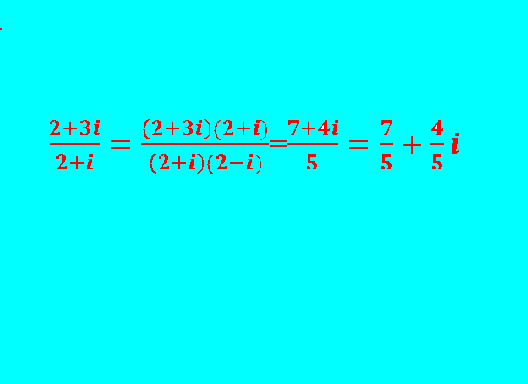 (2+3i)/(2+i) = ((2+3i)(2+i))/((2+i)(2−i)) = (7+4i)/5 = 7/5 + 4/5 i